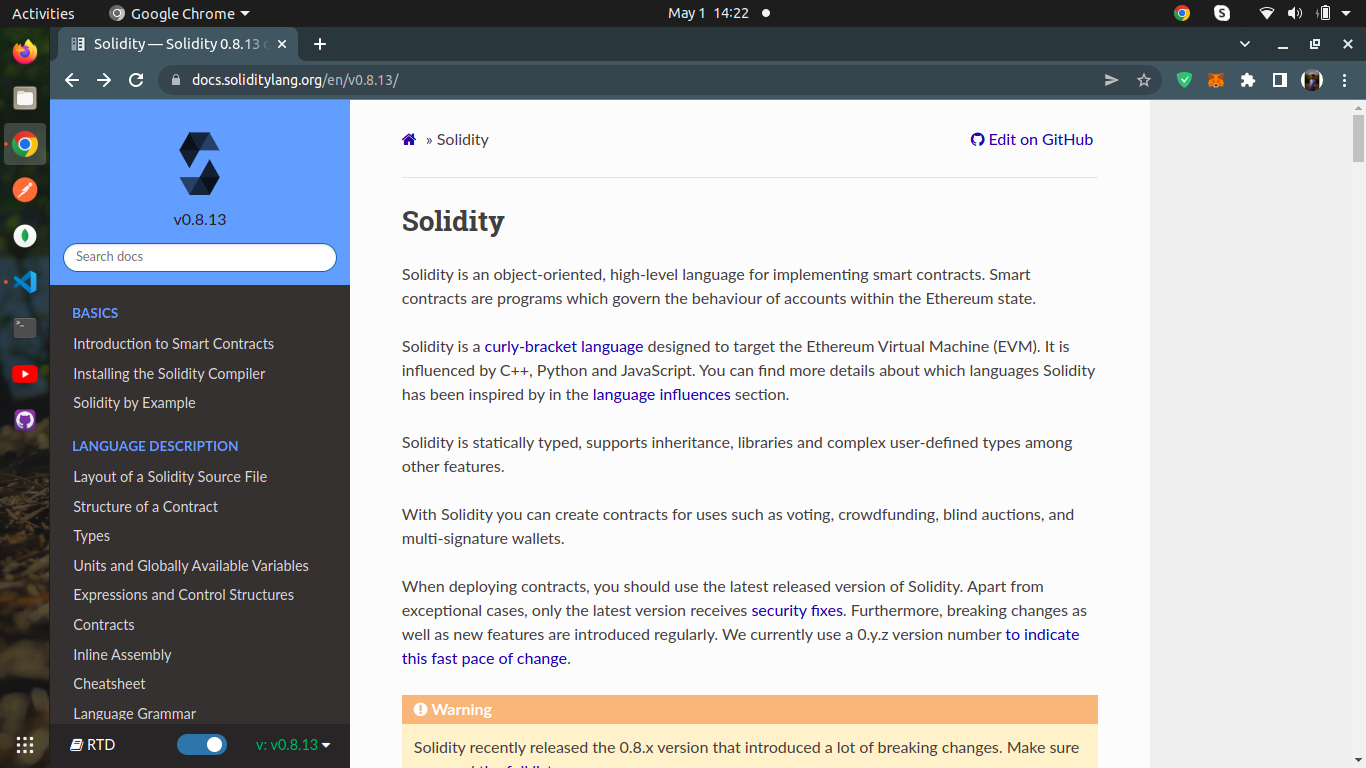 Activities
Google Chrome
May 1 14:22
Solidity — Solidity 0.8.13
docs.soliditylang.org/en/v0.8.13/
v0.8.13
Search docs
BASICS
Introduction to Smart Contracts
Installing the Solidity Compiler
Solidity by Example
LANGUAGE DESCRIPTION
Layout of a Solidity Source File
Structure of a Contract
Types
Units and Globally Available Variables
Expressions and Control Structures
Contracts
Inline Assembly
Cheatsheet
Language Grammar
RTD
v: v0.8.13
» Solidity
Edit on GitHub
Solidity
Solidity is an object-oriented, high-level language for implementing smart contracts. Smart
contracts are programs which govern the behaviour of accounts within the Ethereum state.
Solidity is a curly-bracket language designed to target the Ethereum Virtual Machine (EVM). It is
influenced by C++, Python and JavaScript. You can find more details about which languages Solidity
has been inspired by in the language influences section.
Solidity is statically typed, supports inheritance, libraries and complex user-defined types among
other features.
With Solidity you can create contracts for uses such as voting, crowdfunding, blind auctions, and
multi-signature wallets.
When deploying contracts, you should use the latest released version of Solidity. Apart from
exceptional cases, only the latest version receives security fixes. Furthermore, breaking changes as
well as new features are introduced regularly. We currently use a 0.y.z version number to indicate
this fast pace of change.
Warning
Solidity recently released the 0.8.x version that introduced a lot of breaking changes. Make sure